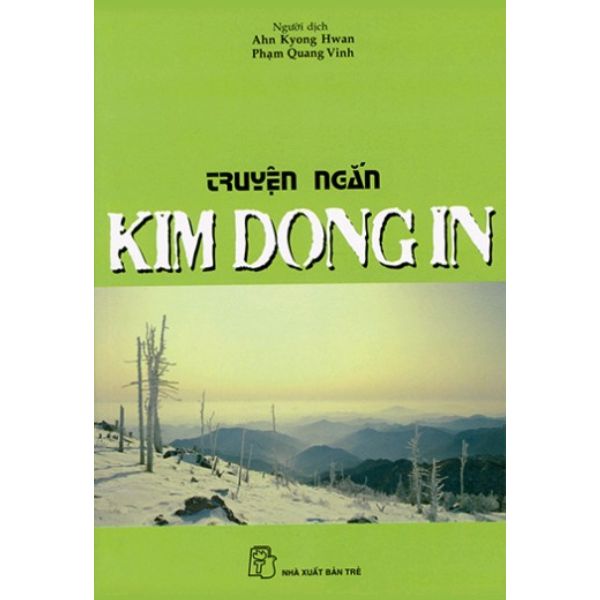 Người dịch
Ahn Kyong Hwan
Phạm Quang Vinh
TRUYỆN NGẮN
KIM DONG IN
NHÀ XUẤT BẢN TRẺ